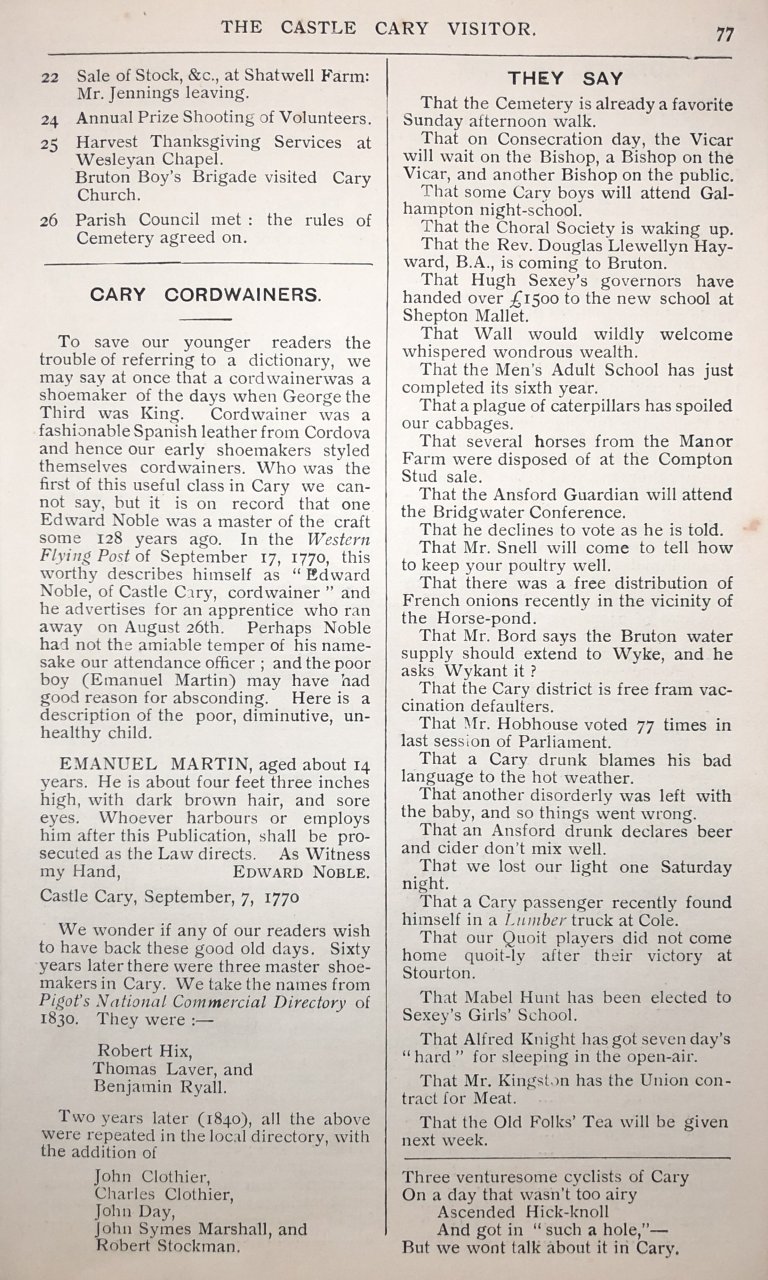 THE CASTLE CARY VISITOR.
77
22 Sale of Stock, &c., at Shatwell Farm:
Mr. Jennings leaving.
24 Annual Prize Shooting of Volunteers.
25 Harvest Thanksgiving Services at
Wesleyan Chapel.
Bruton Boy's Brigade visited Cary
Church.
26 Parish Council met : the rules of
Cemetery agreed on.
CARY CORDWAINERS.
To save our younger readers the
trouble of referring to a dictionary, we
may say at once that a cordwainerwas a
shoemaker of the days when George the
Third was King. Cordwainer was a
fashionable Spanish leather from Cordova
and hence our early shoemakers styled
themselves cordwainers. Who was the
first of this useful class in Cary we can-
not say, but it is on record that one
Edward Noble was a master of the craft
some 128 years ago. In the Western
Flying Post of September 17, 1770, this
worthy describes himself as "Edward
Noble, of Castle Cary, cordwainer" and
he advertises for an apprentice who ran
away on August 26th. Perhaps Noble
had not the amiable temper of his name-
sake our attendance officer ; and the poor
boy (Emanuel Martin) may have had
good reason for absconding. Here is a
description of the poor, diminutive, un-
healthy child.
EMANUEL MARTIN, aged about 14
years. He is about four feet three inches
high, with dark brown hair, and sore
eyes. Whoever harbours or employs
him after this Publication, shall be pro-
secuted as the Law directs. As Witness
my Hand, EDWARD NOBLE.
Castle Cary, September, 7, 1770
We wonder if any of our readers wish
to have back these good old days. Sixty
years later there were three master shoe-
makers in Cary. We take the names from
Pigot's National Commercial Directory of
1830. They were :—
Robert Hix,
Thomas Laver, and
Benjamin Ryall.
Two years later (1840), all the above
were repeated in the local directory, with
the addition of
John Clothier,
Charles Clothier,
John Day,
John Symes Marshall, and
Robert Stockman.
THEY SAY
That the Cemetery is already a favorite
Sunday afternoon walk.
That on Consecration day, the Vicar
will wait on the Bishop, a Bishop on the
Vicar, and another Bishop on the public.
That some Cary boys will attend Gal-
hampton night-school.
That the Choral Society is waking up.
That the Rev. Douglas Llewellyn Hay-
ward, B.A., is coming to Bruton.
That Hugh Sexey's governors have
handed over £1500 to the new school at
Shepton Mallet.
That Wall would wildly welcome
whispered wondrous wealth.
That the Men's Adult School has just
completed its sixth year.
That a plague of caterpillars has spoiled
our cabbages.
That several horses from the Manor
Farm were disposed of at the Compton
Stud sale.
That the Ansford Guardian will attend
the Bridgwater Conference.
That he declines to vote as he is told.
That Mr. Snell will come to tell how
to keep your poultry well.
That there was a free distribution of
French onions recently in the vicinity of
the Horse-pond.
That Mr. Bord says the Bruton water
supply should extend to Wyke, and he
asks Wykant it ?
That the Cary district is free fram vac-
cination defaulters.
That Mr. Hobhouse voted 77 times in
last session of Parliament.
That a Cary drunk blames his bad
language to the hot weather.
That another disorderly was left with
the baby, and so things went wrong.
That an Ansford drunk declares beer
and cider don't mix well.
That we lost our light one Saturday
night.
That a Cary passenger recently found
himself in a Lumber truck at Cole.
That our Quoit players did not come
home quoit-ly after their victory at
Stourton.
That Mabel Hunt has been elected to
Sexey's Girls' School.
That Alfred Knight has got seven day's
"hard" for sleeping in the open-air.
That Mr. Kingston has the Union con-
tract for Meat.
That the Old Folks' Tea will be given
next week.
Three venturesome cyclists of Cary
On a day that wasn't too airy
Ascended Hick-knoll
And got in "such a hole,"—
But we wont talk about it in Cary.